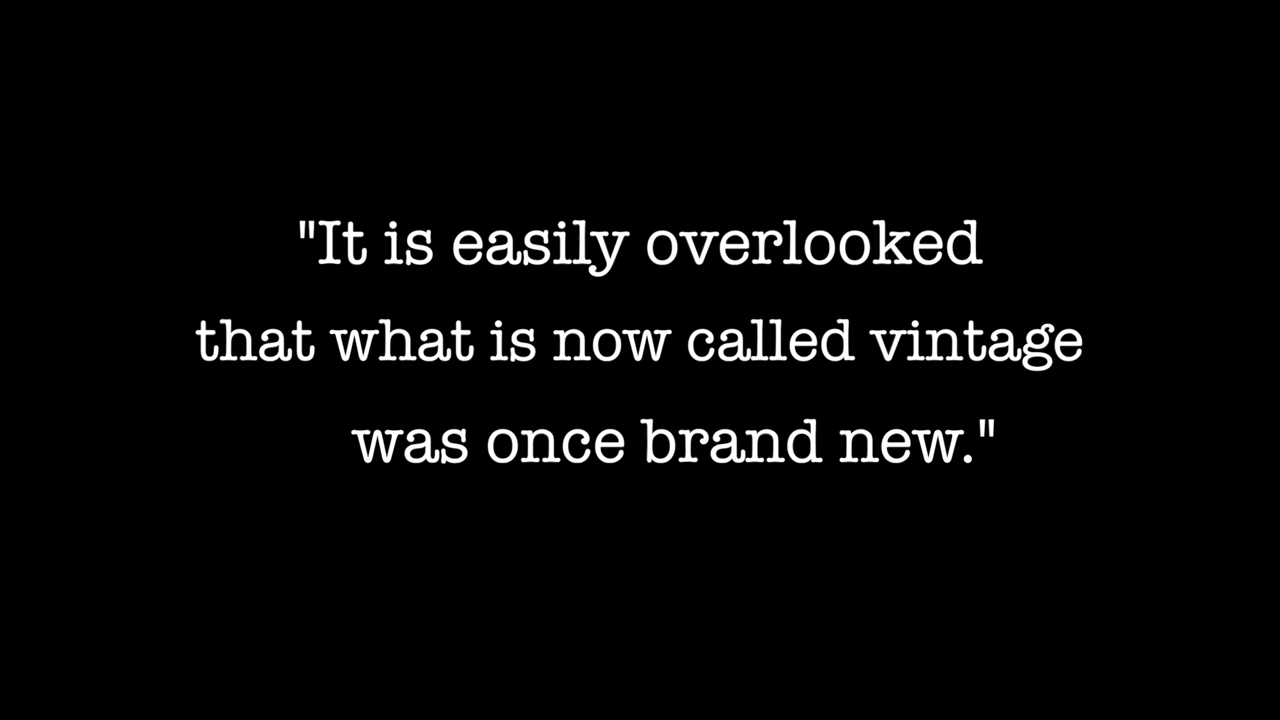 "It is easily overlooked
that what is now called vintage
was once brand new."